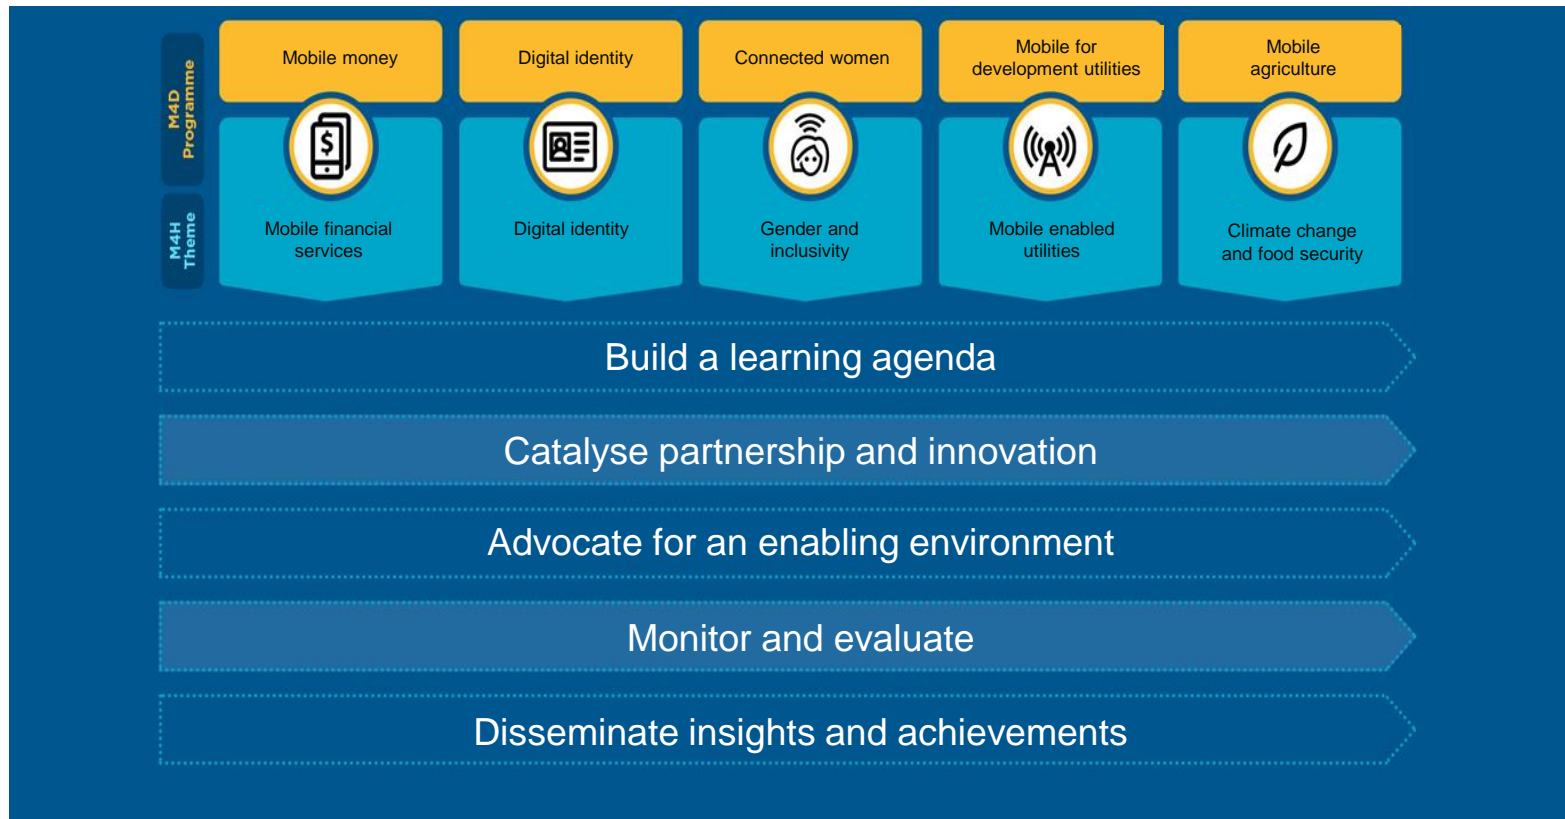 M4D
Programme
Mobile money
Digital identity
Connected women
Mobile for
development utilities
Mobile
agriculture
$
M4H
Theme
Mobile financial
services
Digital identity
Gender and
inclusivity
Mobile enabled
utilities
Climate change
and food security
Build a learning agenda
Catalyse partnership and innovation
Advocate for an enabling environment
Monitor and evaluate
Disseminate insights and achievements